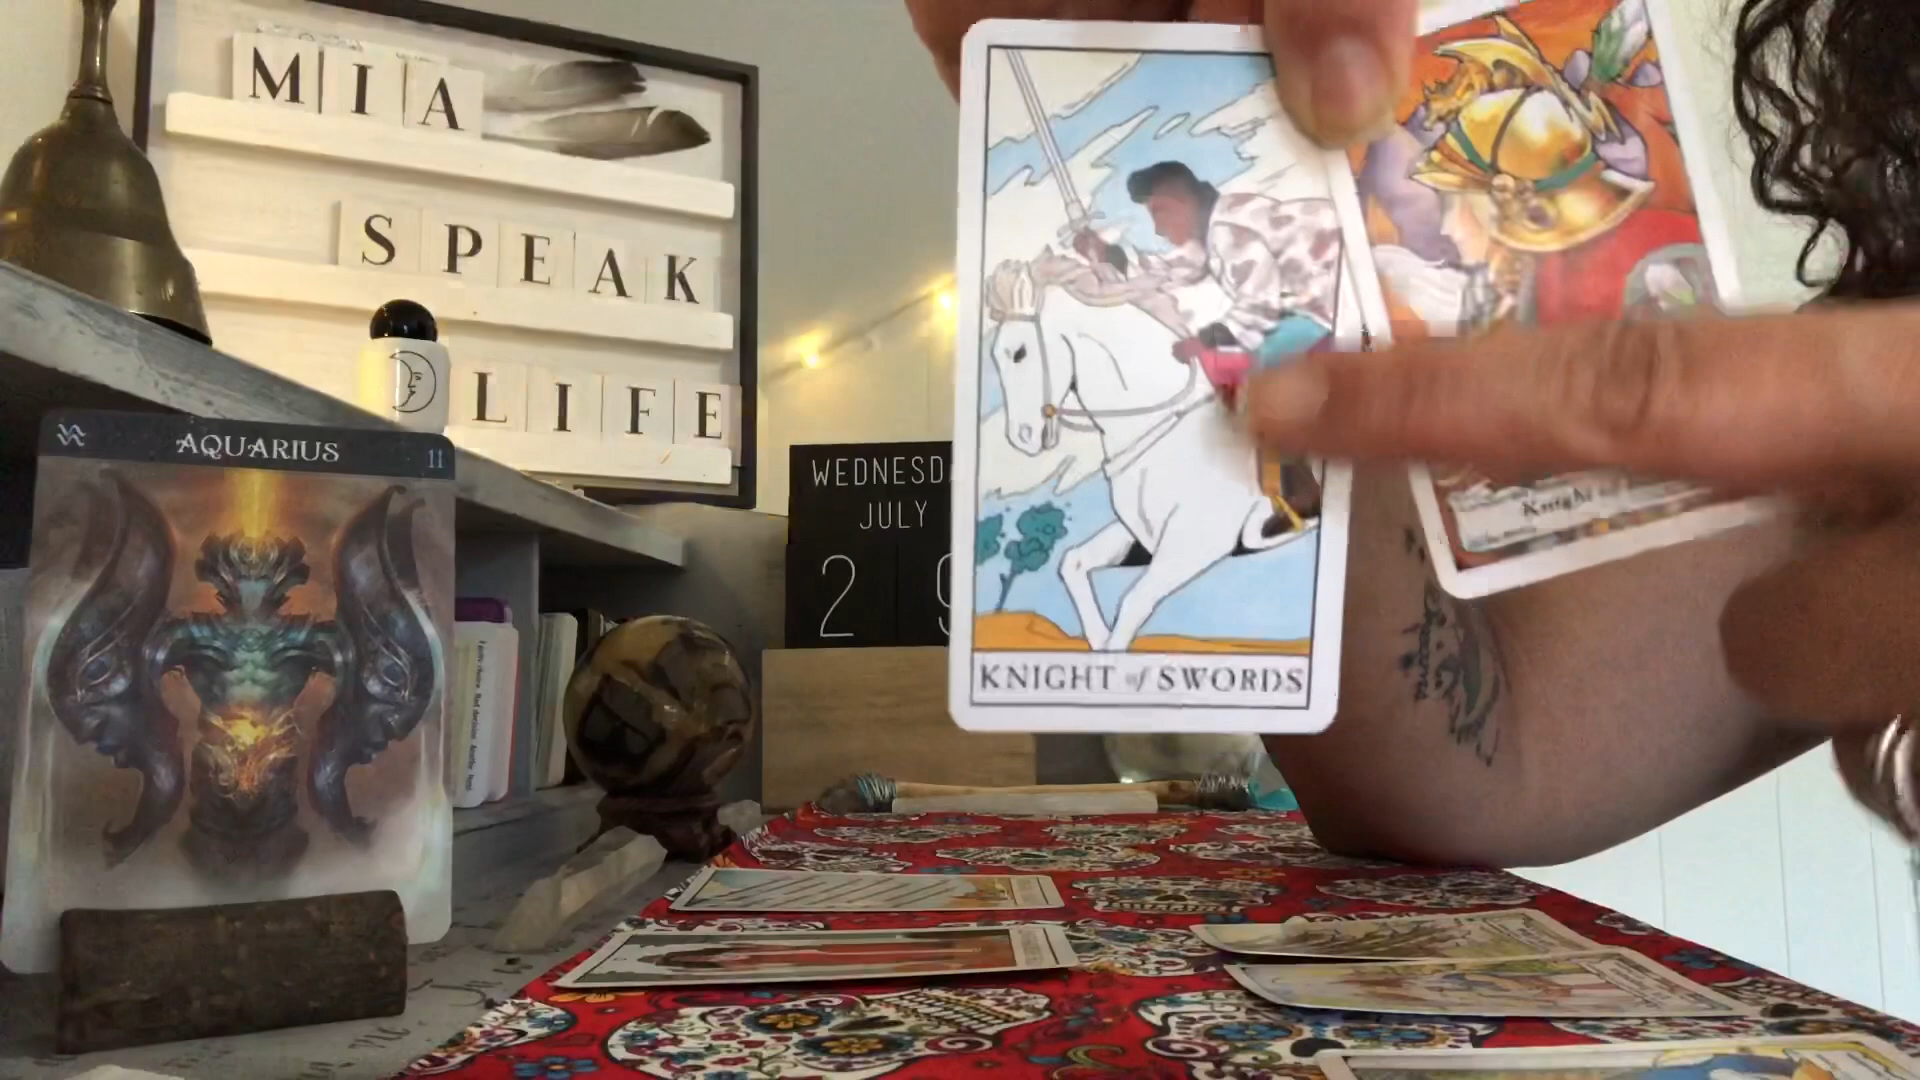 MIA
SPEAK
LIFE
AQUARIUS
11
WEDNESD
JULY
2 9
KNIGHT of SWORDS
Knight